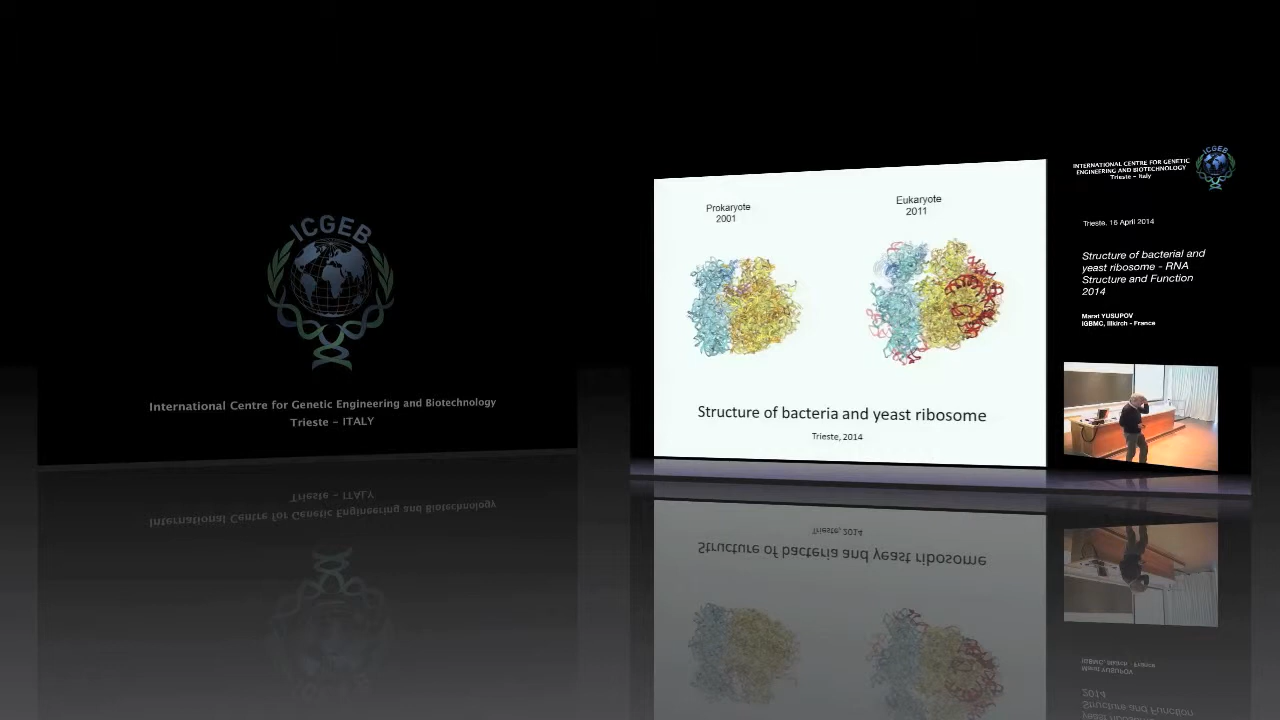 ICGEB
International Centre for Genetic Engineering and Biotechnology
Trieste - ITALY
Prokaryote
2001
Eukaryote
2011
Structure of bacteria and yeast ribosome
Trieste, 2014
INTERNATIONAL CENTRE FOR GENETIC
ENGINEERING AND BIOTECHNOLOGY
Trieste - Italy
ICGEB
Trieste, 16 April 2014
Structure of bacterial and
yeast ribosome - RNA
Structure and Function
2014
Marat YUSUPOV
IGBMC, Illkirch - France